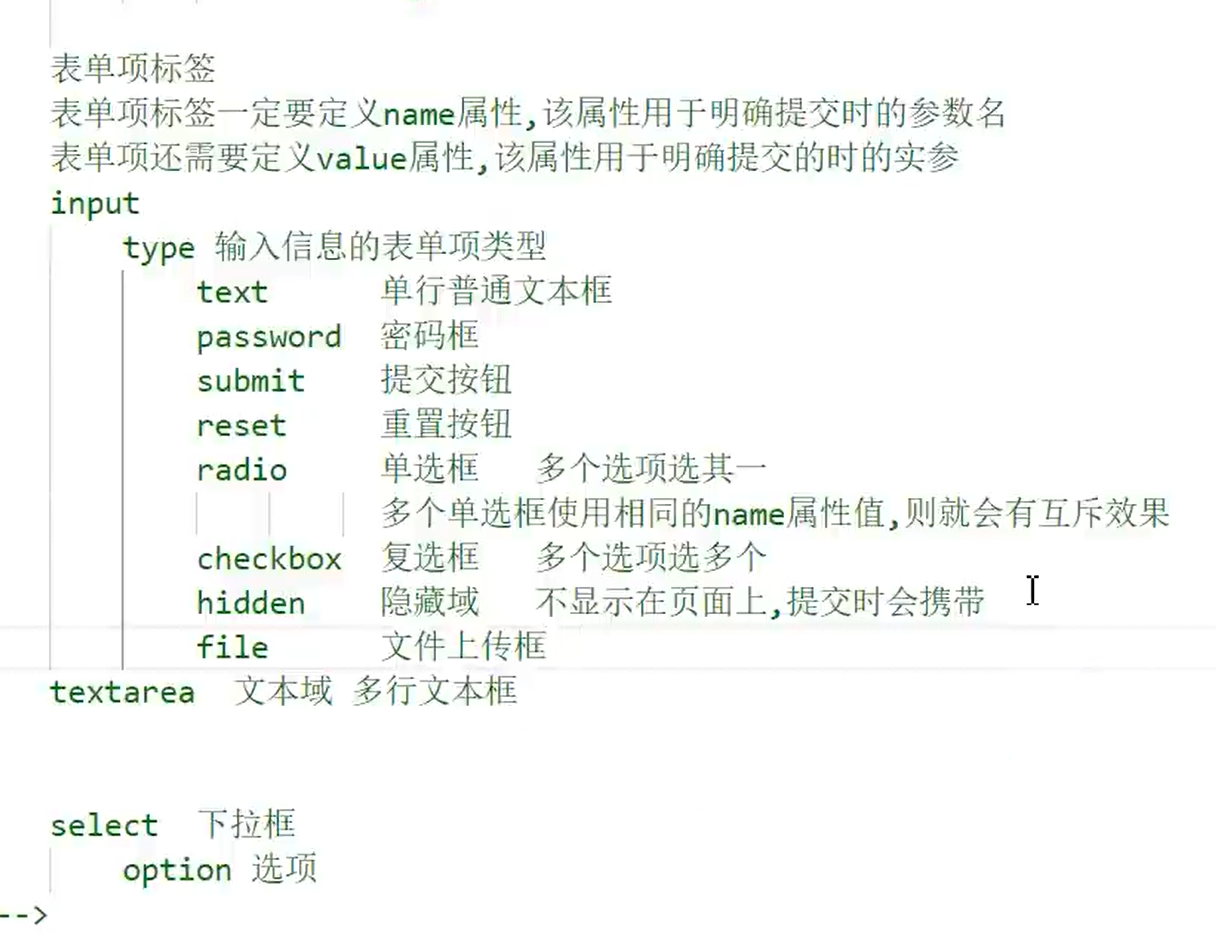 表单项标签
表单项标签一定要定义name属性,该属性用于明确提交时的参数名
表单项还需要定义value属性,该属性用于明确提交的时的实参
input
type 输入信息的表单项类型
text 单行普通文本框
password 密码框
submit 提交按钮
reset 重置按钮
radio 单选框 多个选项选其一
多个单选框使用相同的name属性值,则就会有互斥效果
checkbox 复选框 多个选项选多个
hidden 隐藏域 不显示在页面上,提交时会携带
file 文件上传框
textarea 文本域 多行文本框
select 下拉框
option 选项
-->